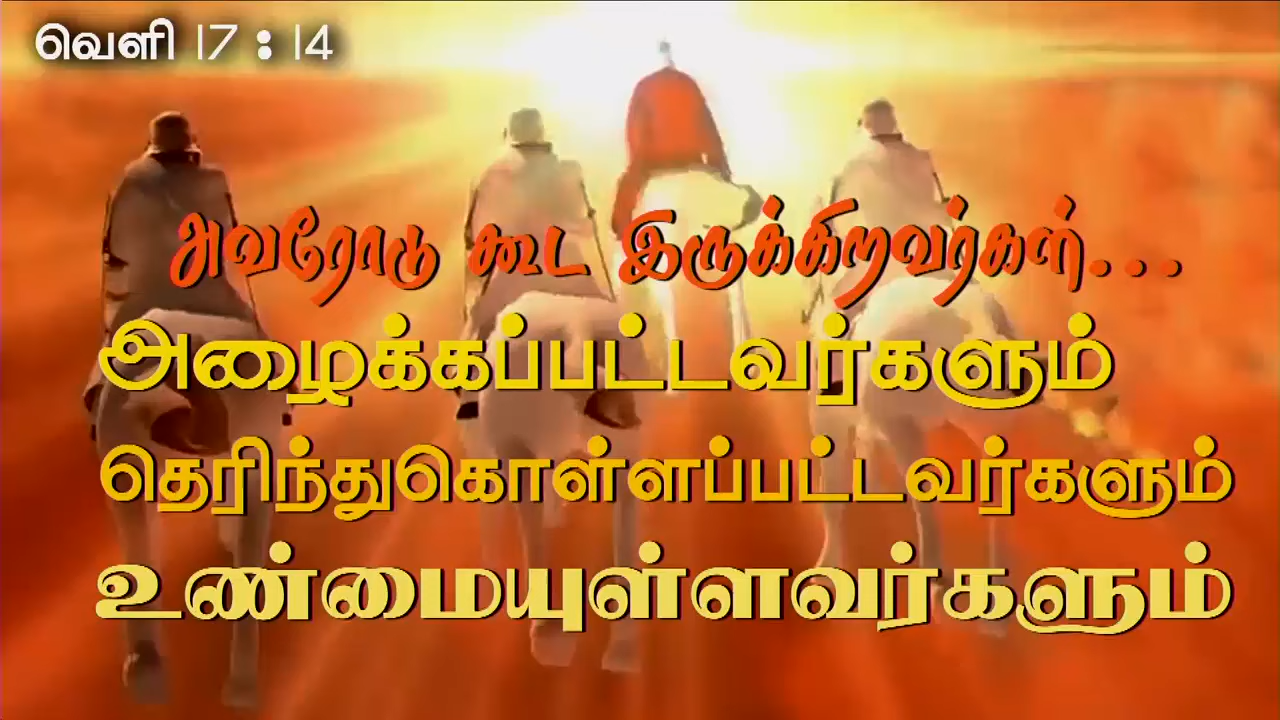 வெளி 17 : 14
அவரோடு கூட இருக்கிறவர்கள்...
அழைக்கப்பட்டவர்களும்
தெரிந்துகொள்ளப்பட்டவர்களும்
உண்மையுள்ளவர்களும்